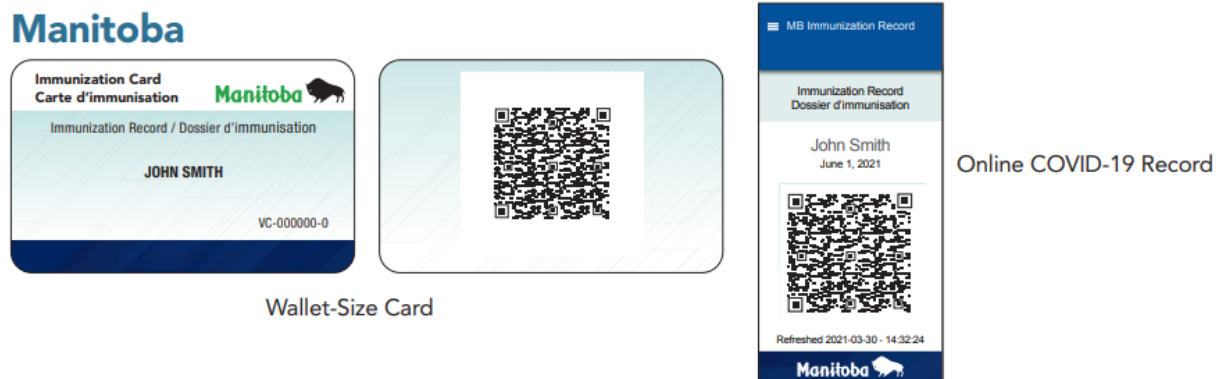 Manitoba
Immunization Card
Carte d'immunisation
Manitoba
Immunization Record / Dossier d'immunisation
JOHN SMITH
VC-000000-0
Wallet-Size Card
MB Immunization Record
Immunization Record
Dossier d'immunisation
John Smith
June 1, 2021
Refreshed 2021-03-30 - 14:32:24
Manitoba
Online COVID-19 Record